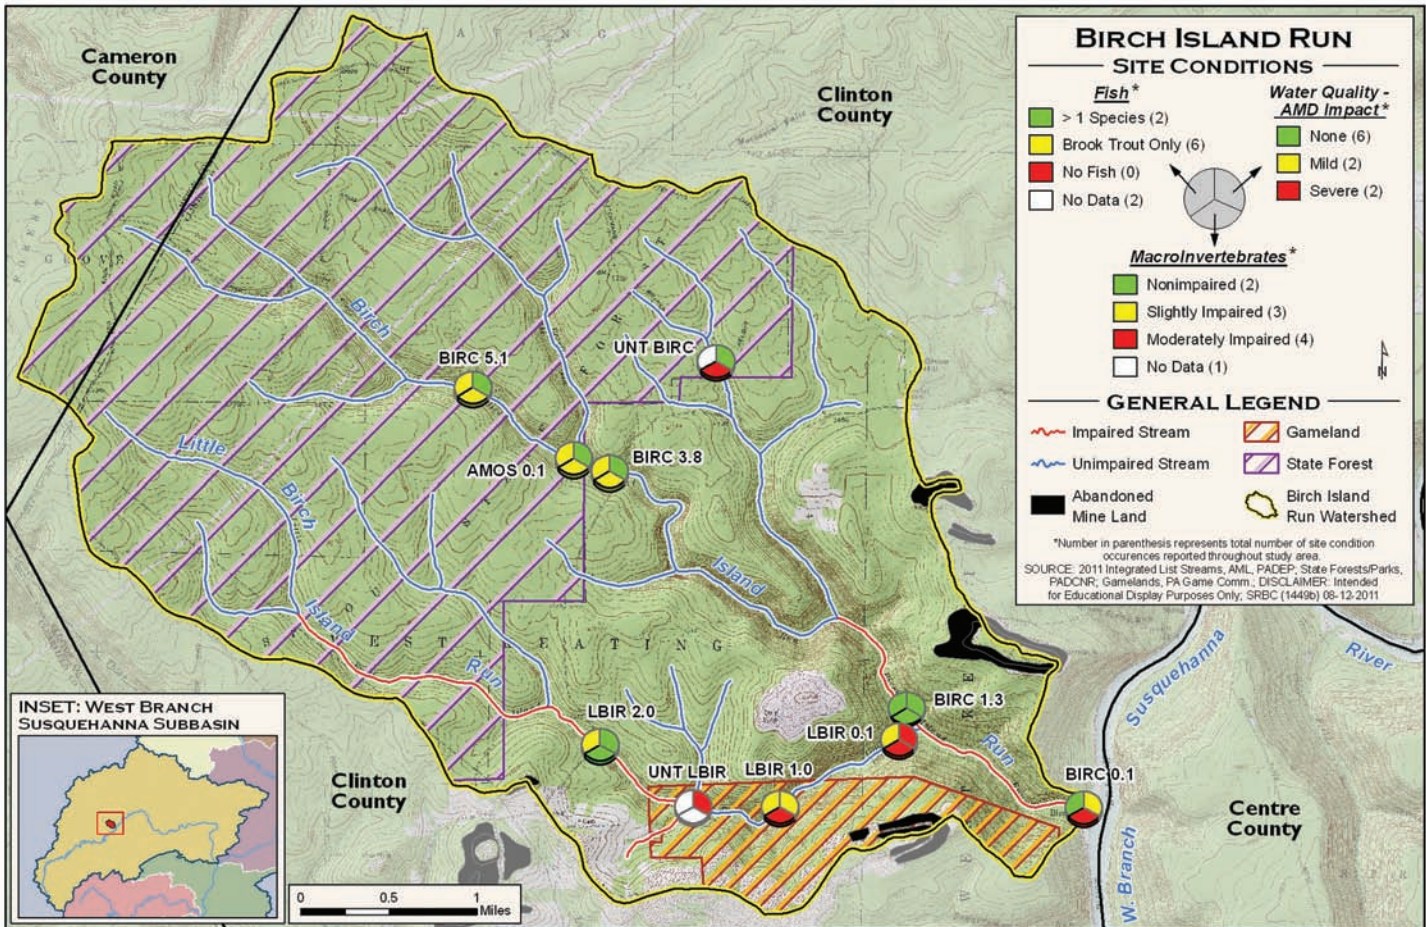 Cameron
County
Clinton
County
BIRCH ISLAND RUN
SITE CONDITIONS
Fish*
> 1 Species (2)
Brook Trout Only (6)
No Fish (0)
No Data (2)
Water Quality -
AMD Impact*
None (6)
Mild (2)
Severe (2)
MacroInvertebrates*
Nonimpaired (2)
Slightly Impaired (3)
Moderately Impaired (4)
No Data (1)
N
GENERAL LEGEND
Impaired Stream
Gameland
Unimpaired Stream
State Forest
Abandoned
Mine Land
Birch Island
Run Watershed
*Number in parenthesis represents total number of site condition
occurences reported throughout study area.
SOURCE: 2011 Integrated List Streams, AML, PADEP; State Forests/Parks,
PADCNR; Gamelands, PA Game Comm.; DISCLAIMER: Intended
for Educational Display Purposes Only; SRBC (1449b) 08-12-2011
Birch
BIRC 5.1
UNT BIRC
Little
AMOS 0.1
BIRC 3.8
Birch
Island
Island
Run
WEST KEATING
Susquehanna
River
LBIR 2.0
BIRC 1.3
LBIR 0.1
Run
UNT LBIR
LBIR 1.0
BIRC 0.1
Clinton
County
Centre
County
W. Branch
INSET: WEST BRANCH
SUSQUEHANNA SUBBASIN
0
0.5
1
Miles